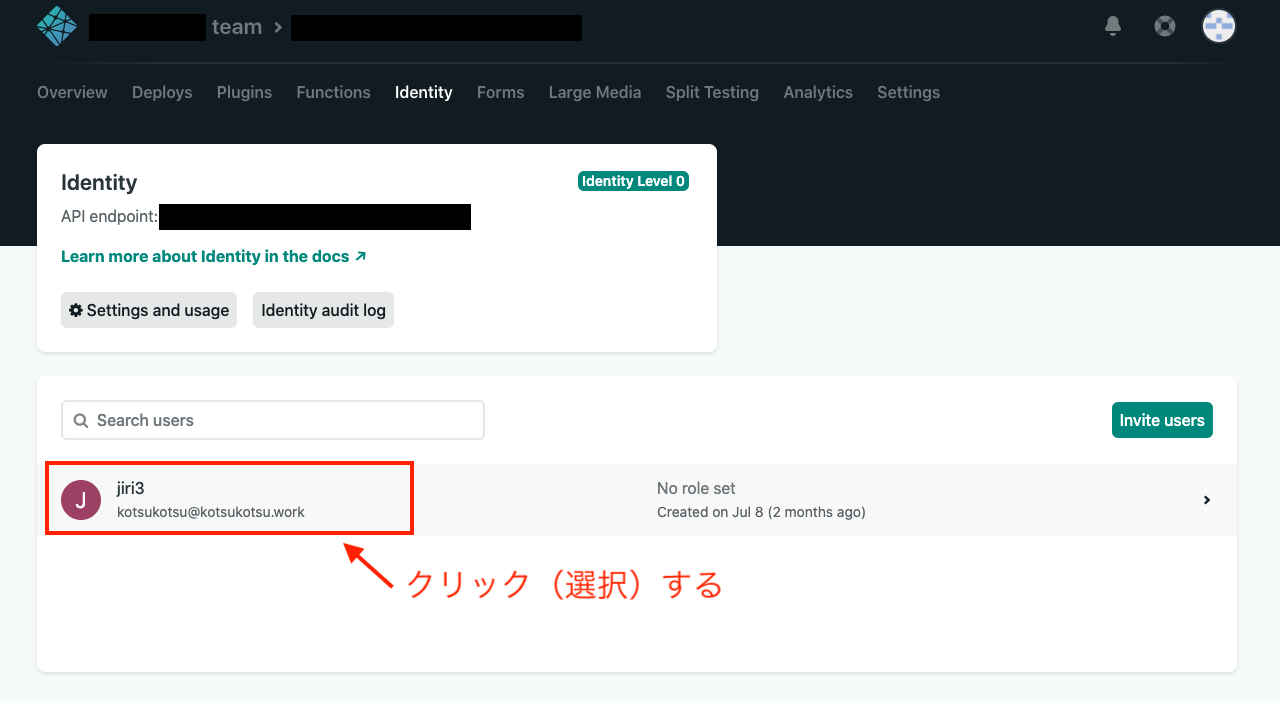 team
Overview Deploys Plugins Functions Identity Forms Large Media Split Testing Analytics Settings
Identity
Identity Level 0
API endpoint:
Learn more about Identity in the docs
Settings and usage Identity audit log
Search users
Invite users
J
jiri3
kotsukotsu@kotsukotsu.work
No role set
Created on Jul 8 (2 months ago)
クリック（選択）する